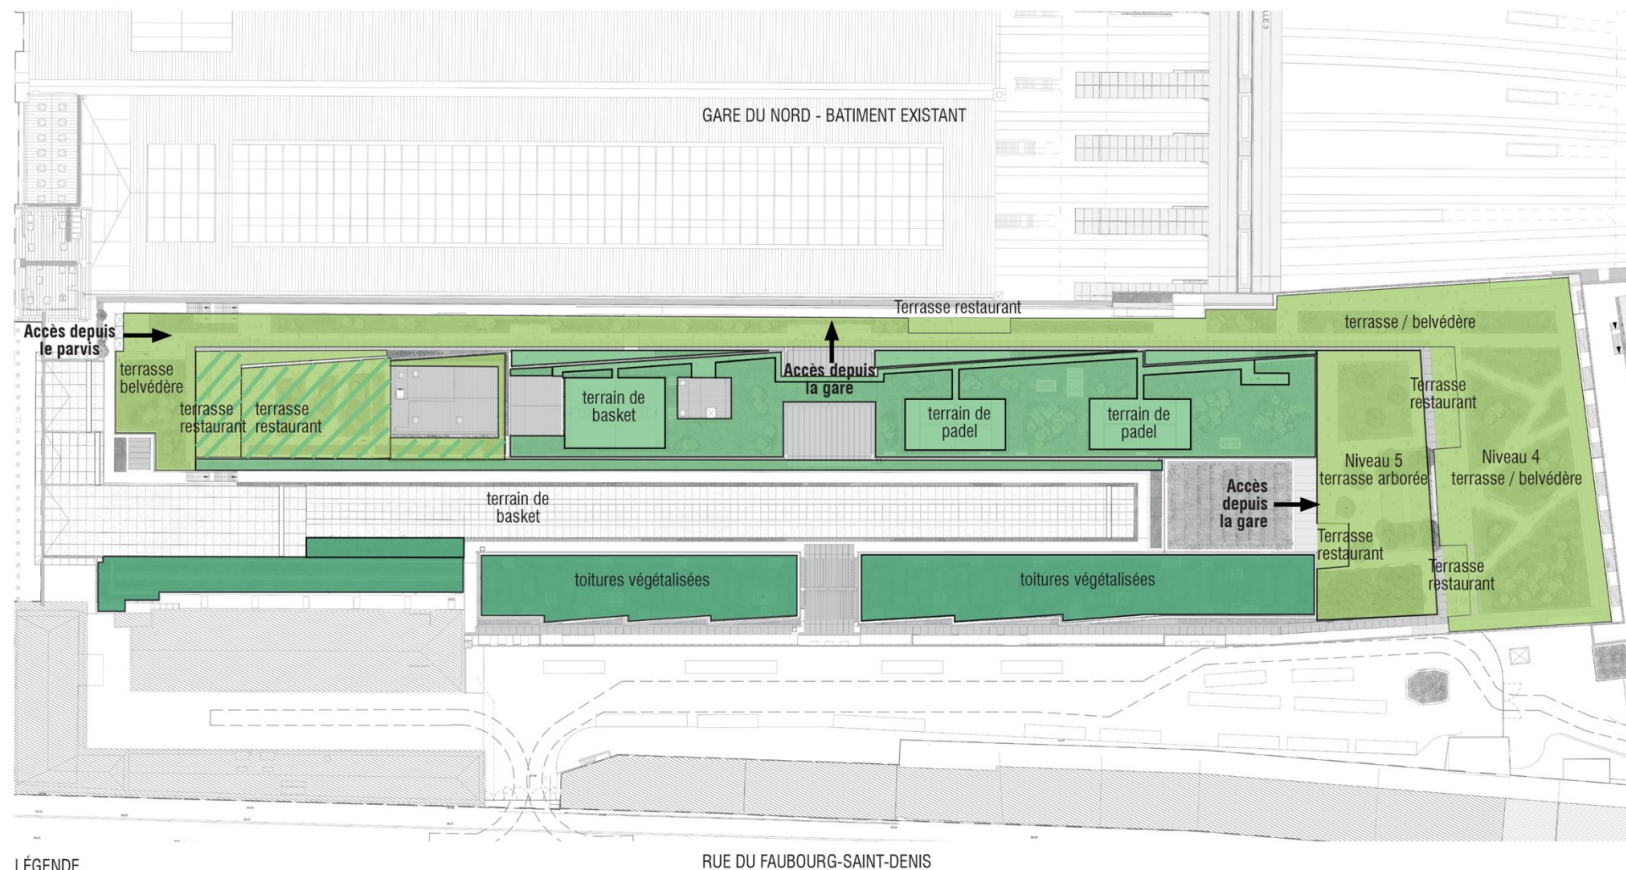 GARE DU NORD - BATIMENT EXISTANT
Terrasse restaurant
Accès depuis
le parvis
terrasse / belvédère
terrasse
belvédère
Accès depuis
la gare
terrasse
restaurant
terrasse
restaurant
terrain de
basket
terrain de
padel
terrain de
padel
Terrasse
restaurant
Niveau 5
terrasse arborée
Niveau 4
terrasse / belvédère
terrain de
basket
Accès
depuis
la gare
Terrasse
restaurant
Terrasse
restaurant
toitures végétalisées
toitures végétalisées
LÉGENDE
RUE DU FAUBOURG-SAINT-DENIS